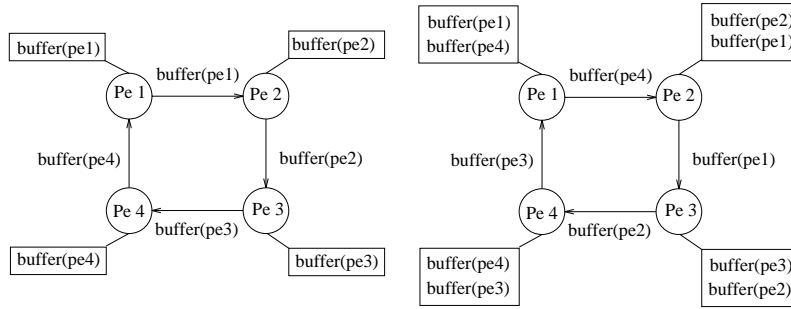 buffer(pe1)
buffer(pe2)
buffer(pe1)
Pe 1
Pe 2
buffer(pe4)
buffer(pe2)
Pe 4
Pe 3
buffer(pe3)
buffer(pe4)
buffer(pe3)
buffer(pe1)
buffer(pe4)
buffer(pe2)
buffer(pe1)
buffer(pe4)
Pe 1
Pe 2
buffer(pe3)
buffer(pe1)
Pe 4
Pe 3
buffer(pe2)
buffer(pe4)
buffer(pe3)
buffer(pe3)
buffer(pe2)